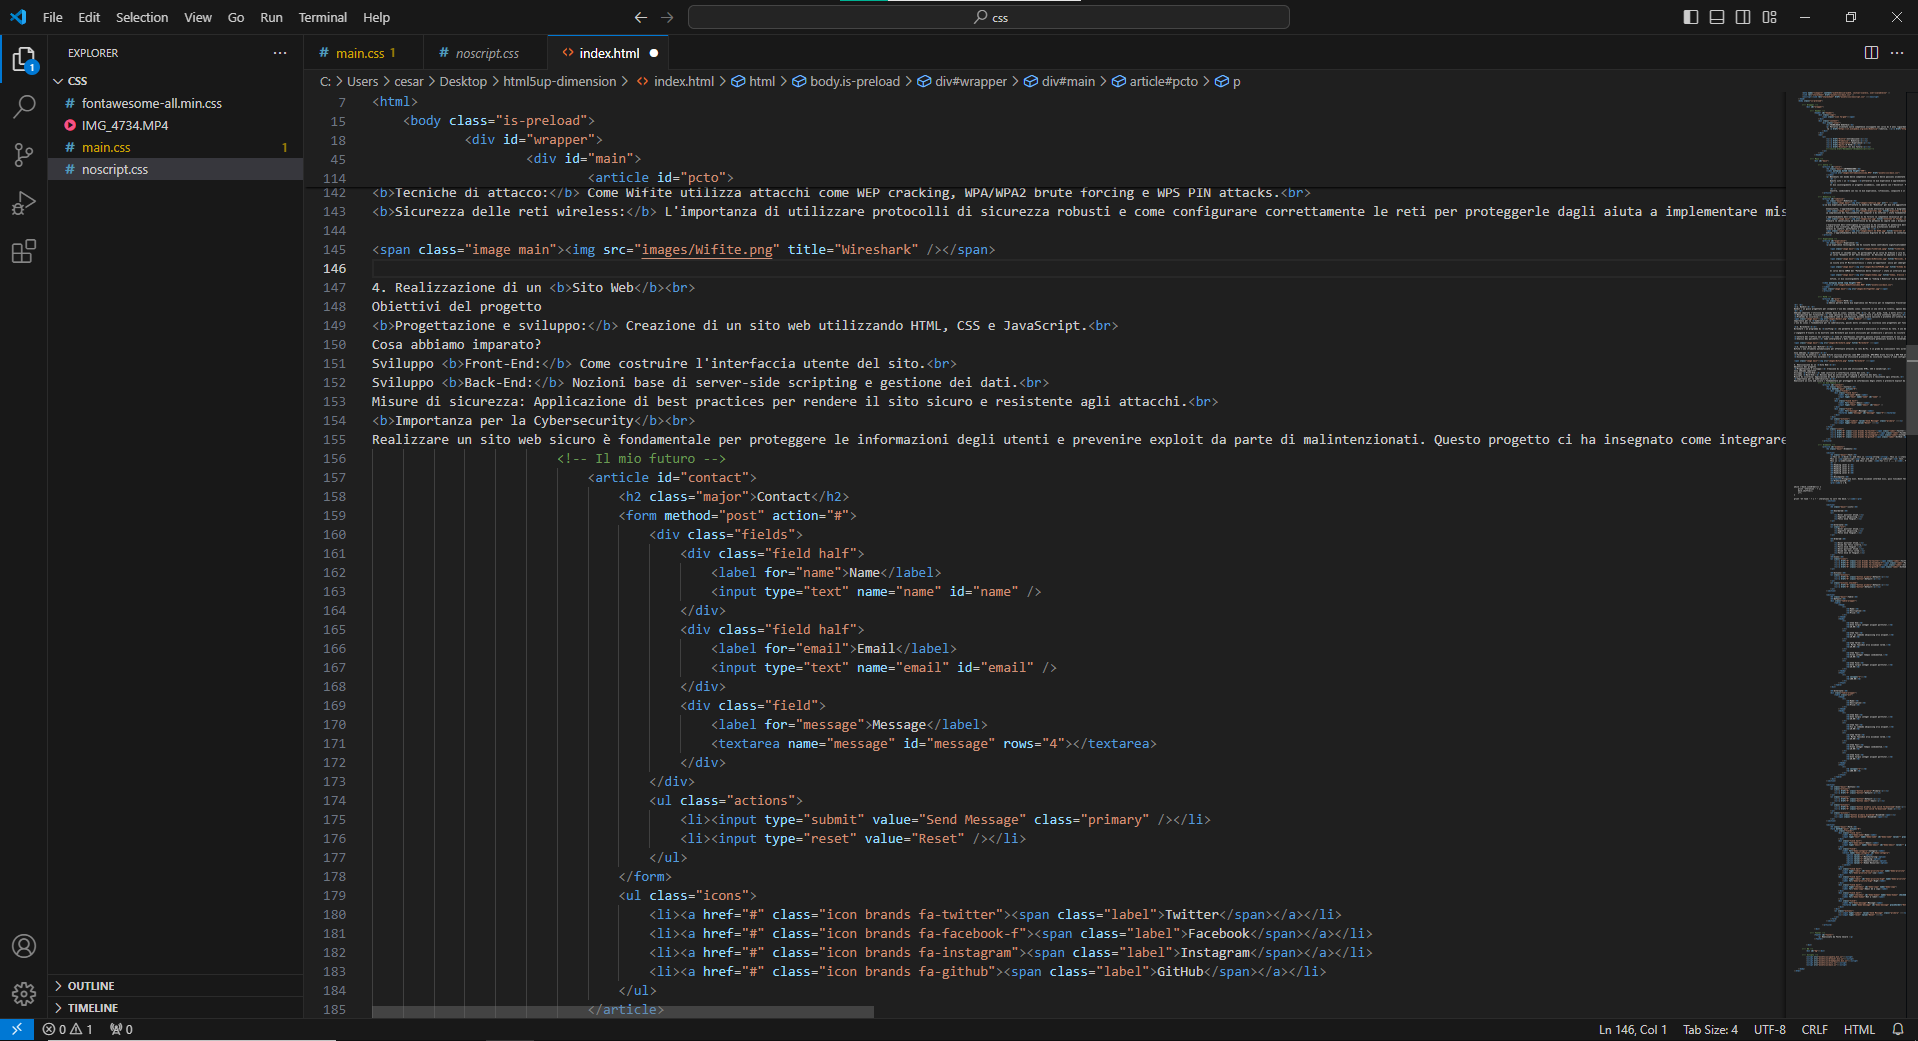 File Edit Selection View Go Run Terminal Help
css
EXPLORER
main.css 1
noscript.css
index.html
CSS
C: > Users > cesar > Desktop > html5up-dimension > index.html > html > body.is-preload > div#wrapper > div#main > article#pcto > p
# fontawesome-all.min.css
IMG_4734.MP4
# main.css 1
# noscript.css
7 <html>
15 <body class="is-preload">
18 <div id="wrapper">
45 <div id="main">
114 <article id="pcto">
142 <b>Tecniche di attacco:</b> Come Wifite utilizza attacchi come WEP cracking, WPA/WPA2 brute forcing e WPS PIN attacks.<br>
143 <b>Sicurezza delle reti wireless:</b> L'importanza di utilizzare protocolli di sicurezza robusti e come configurare correttamente le reti per proteggerle dagli aiuta a implementare mis
144
145 <span class="image main"><img src="images/Wifite.png" title="Wireshark" /></span>
146
147 4. Realizzazione di un <b>Sito Web</b><br>
148 Obiettivi del progetto
149 <b>Progettazione e sviluppo:</b> Creazione di un sito web utilizzando HTML, CSS e JavaScript.<br>
150 Cosa abbiamo imparato?
151 Sviluppo <b>Front-End:</b> Come costruire l'interfaccia utente del sito.<br>
152 Sviluppo <b>Back-End:</b> Nozioni base di server-side scripting e gestione dei dati.<br>
153 Misure di sicurezza: Applicazione di best practices per rendere il sito sicuro e resistente agli attacchi.<br>
154 <b>Importanza per la Cybersecurity</b><br>
155 Realizzare un sito web sicuro è fondamentale per proteggere le informazioni degli utenti e prevenire exploit da parte di malintenzionati. Questo progetto ci ha insegnato come integrare
156 <!-- Il mio futuro -->
157 <article id="contact">
158 <h2 class="major">Contact</h2>
159 <form method="post" action="#">
160 <div class="fields">
161 <div class="field half">
162 <label for="name">Name</label>
163 <input type="text" name="name" id="name" />
164 </div>
165 <div class="field half">
166 <label for="email">Email</label>
167 <input type="text" name="email" id="email" />
168 </div>
169 <div class="field">
170 <label for="message">Message</label>
171 <textarea name="message" id="message" rows="4"></textarea>
172 </div>
173 </div>
174 <ul class="actions">
175 <li><input type="submit" value="Send Message" class="primary" /></li>
176 <li><input type="reset" value="Reset" /></li>
177 </ul>
178 </form>
179 <ul class="icons">
180 <li><a href="#" class="icon brands fa-twitter"><span class="label">Twitter</span></a></li>
181 <li><a href="#" class="icon brands fa-facebook-f"><span class="label">Facebook</span></a></li>
182 <li><a href="#" class="icon brands fa-instagram"><span class="label">Instagram</span></a></li>
183 <li><a href="#" class="icon brands fa-github"><span class="label">GitHub</span></a></li>
184 </ul>
185 </article>
OUTLINE
TIMELINE
0 1 0
Ln 146, Col 1 Tab Size: 4 UTF-8 CRLF HTML